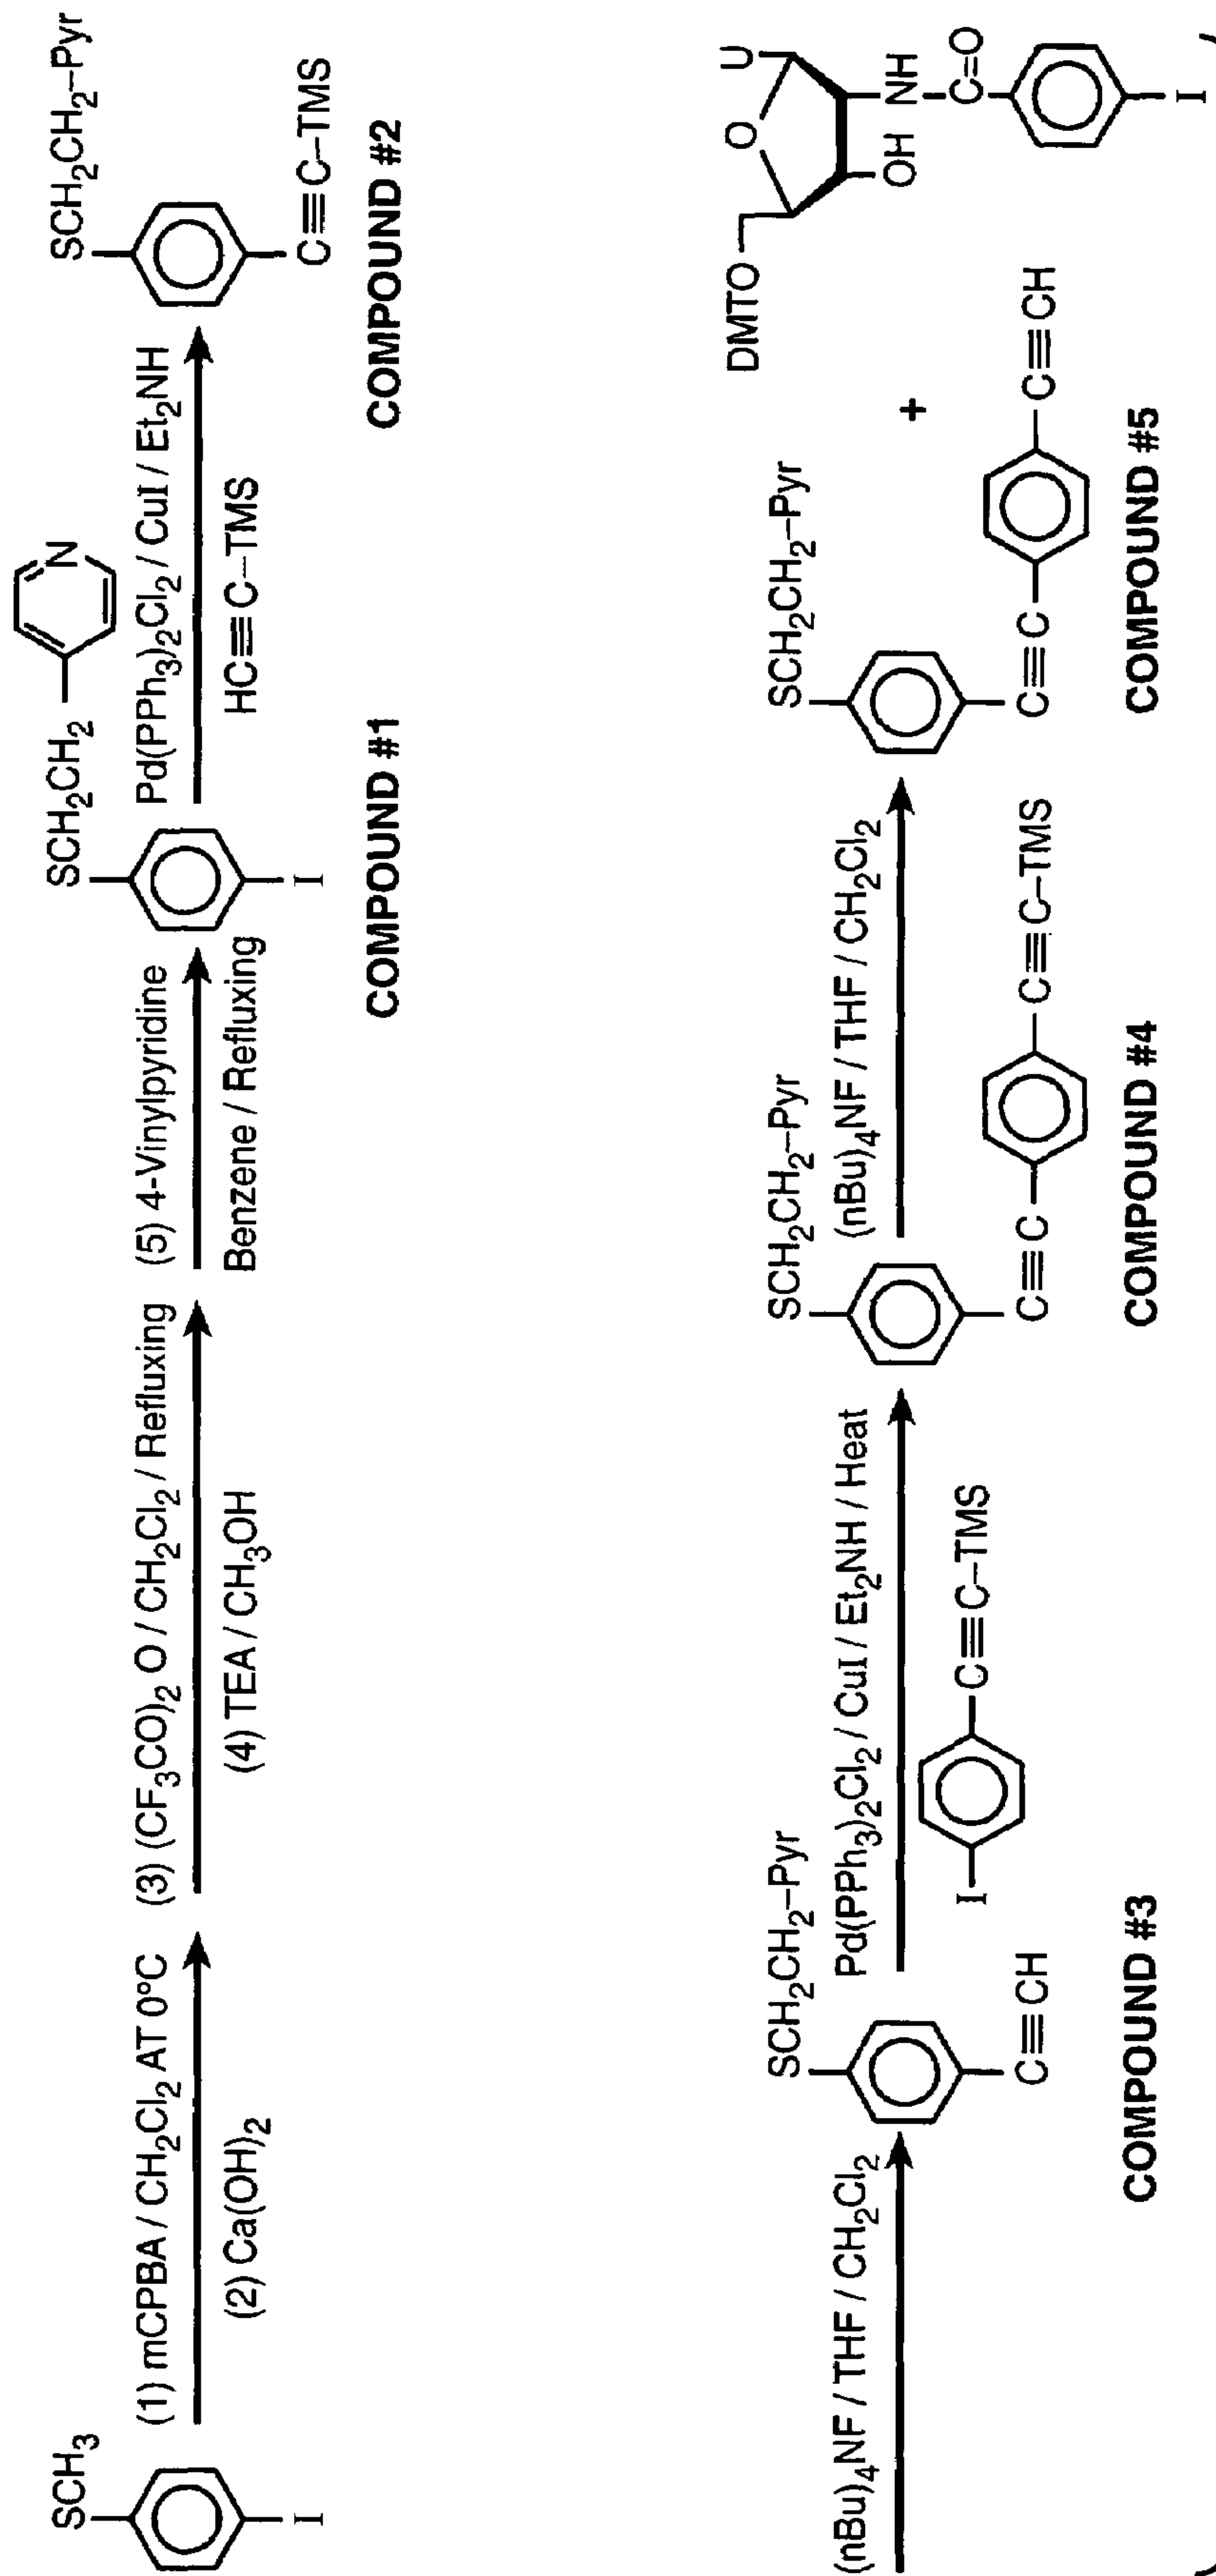 SCH3
I
(1) mCPBA / CH2Cl2 AT 0°C
(2) Ca(OH)2
(3) (CF3CO)2 O / CH2Cl2 / Refluxing
(4) TEA / CH3OH
(5) 4-Vinylpyridine
Benzene / Refluxing
SCH2CH2
N
I
COMPOUND #1
Pd(PPh3)2Cl2 / CuI / Et2NH
HC≡C–TMS
SCH2CH2–Pyr
C≡C–TMS
COMPOUND #2
(nBu)4NF / THF / CH2Cl2
SCH2CH2–Pyr
C≡CH
COMPOUND #3
Pd(PPh3)2Cl2 / CuI / Et2NH / Heat
I
C≡C–TMS
SCH2CH2–Pyr
C≡C
C≡C–TMS
COMPOUND #4
(nBu)4NF / THF / CH2Cl2
SCH2CH2–Pyr
C≡C
C≡CH
COMPOUND #5
+
DMTO
O
U
OH
NH
C=O
I
,